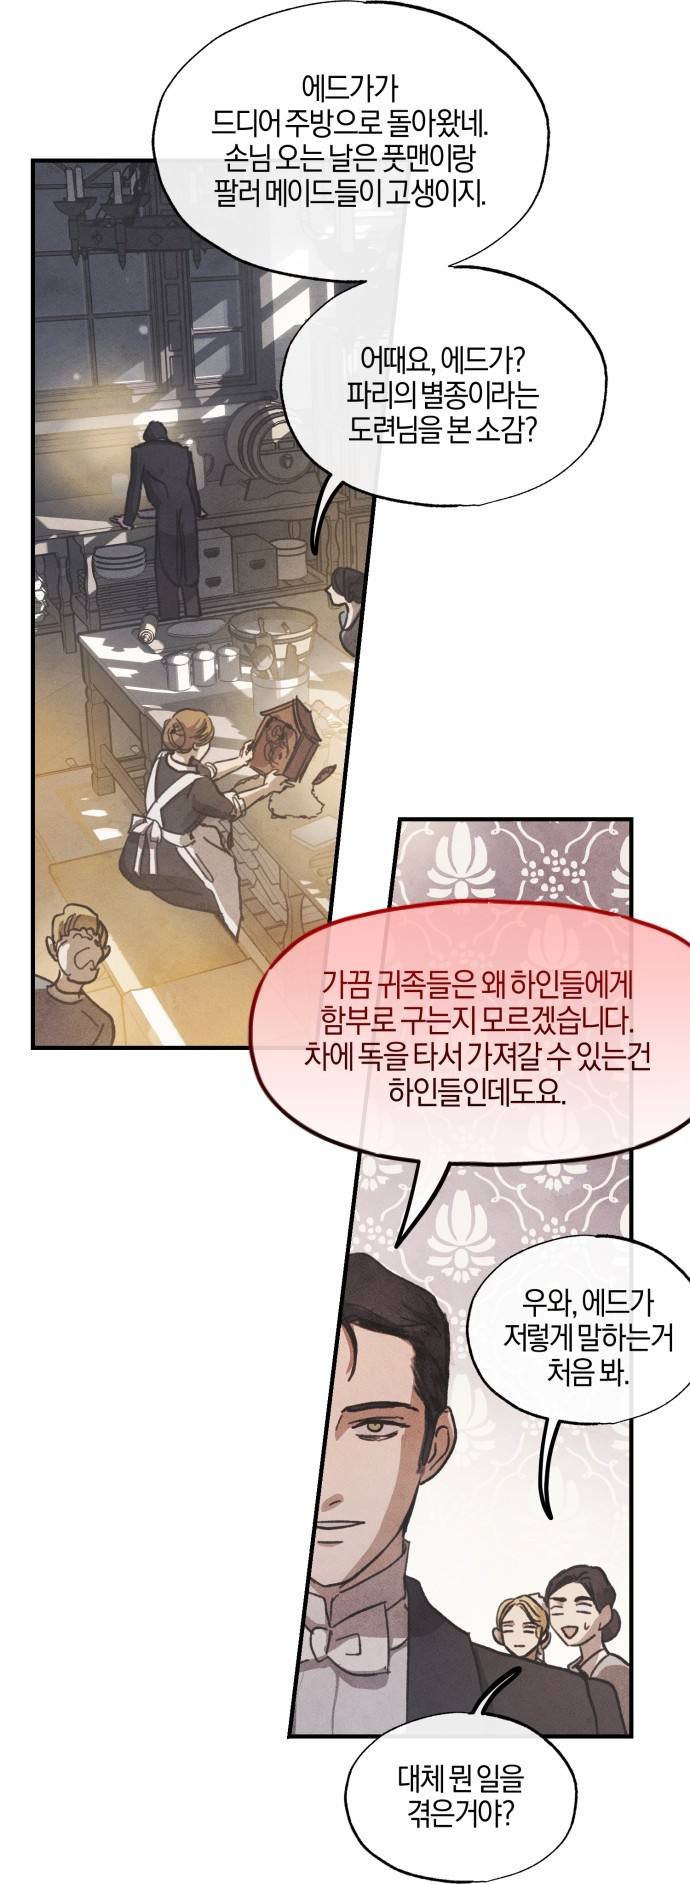 에드가가
드디어 주방으로 돌아왔네.
손님 오는 날은 풋맨이랑
팔러 메이드들이 고생이지.
어때요, 에드가?
파리의 별종이라는
도련님을 본 소감?
가끔 귀족들은 왜 하인들에게
함부로 구는지 모르겠습니다.
차에 독을 타서 가져갈 수 있는건
하인들인데도요.
우와, 에드가
저렇게 말하는거
처음 봐.
대체 뭔 일을
겪은거야?